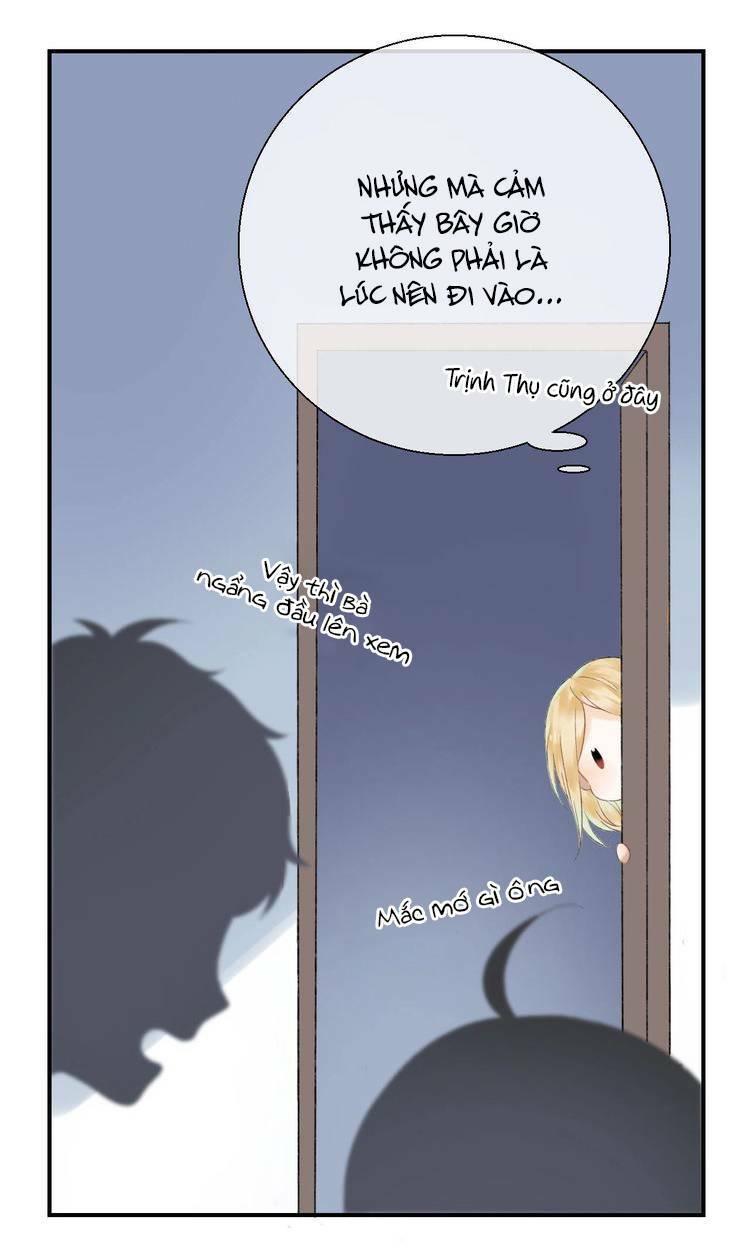 NHƯNG MÀ CẢM
THẤY BÂY GIỜ
KHÔNG PHẢI LÀ
LÚC NÊN ĐI VÀO...
Trịnh Thụ cũng ở đây
Vậy thì Bà
ngẩng đầu lên xem
Mắc mớ gì ông